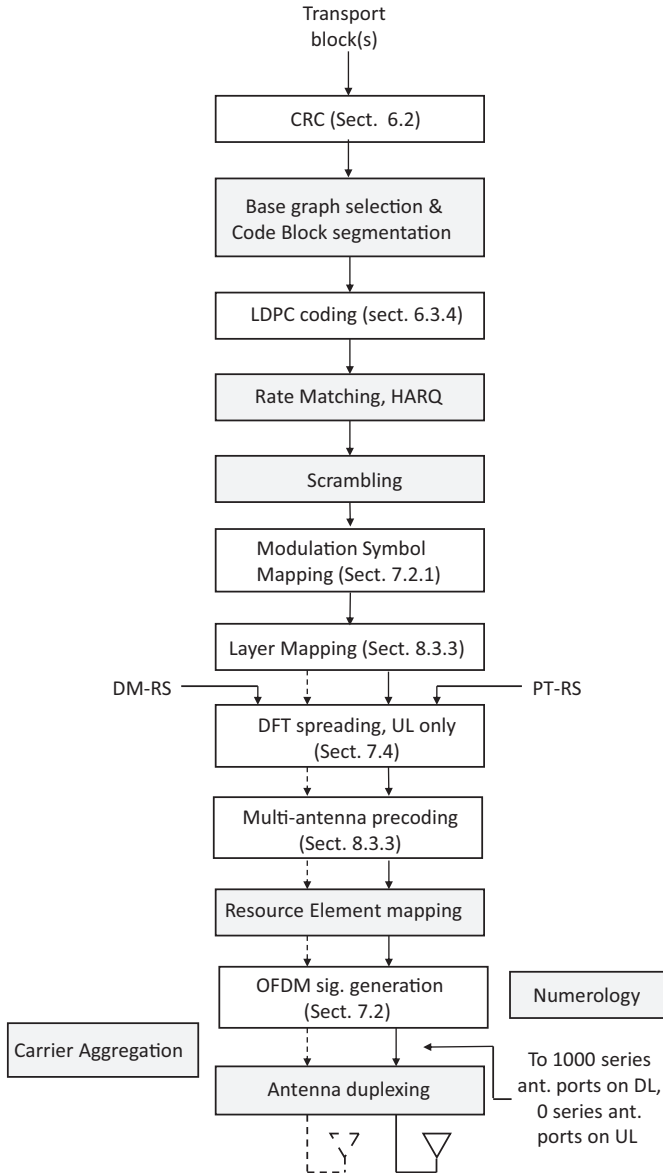 Transport
block(s)
CRC (Sect. 6.2)
Base graph selection &
Code Block segmentation
LDPC coding (sect. 6.3.4)
Rate Matching, HARQ
Scrambling
Modulation Symbol
Mapping (Sect. 7.2.1)
Layer Mapping (Sect. 8.3.3)
DM-RS
PT-RS
DFT spreading, UL only
(Sect. 7.4)
Multi-antenna precoding
(Sect. 8.3.3)
Resource Element mapping
OFDM sig. generation
(Sect. 7.2)
Numerology
Carrier Aggregation
To 1000 series
ant. ports on DL,
0 series ant.
ports on UL
Antenna duplexing